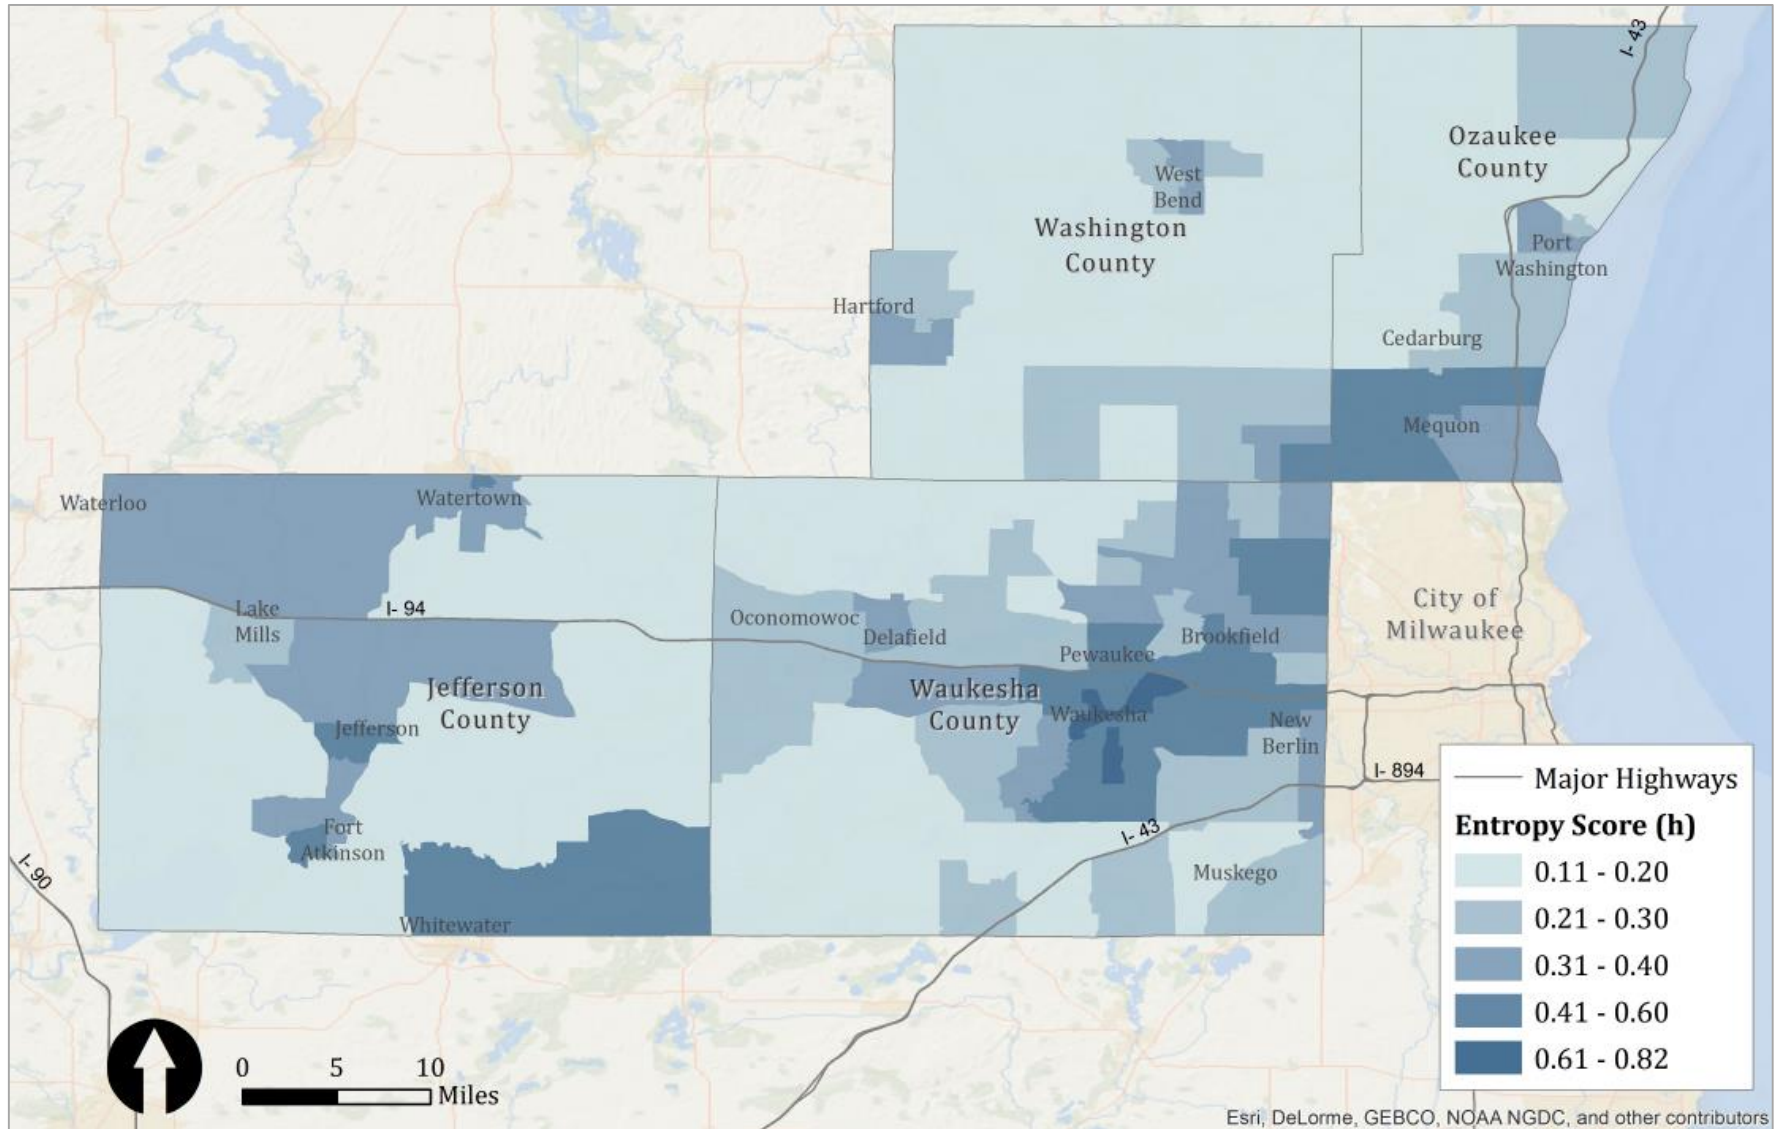 I- 43
Ozaukee
County
West
Bend
Washington
County
Port
Washington
Hartford
Cedarburg
Mequon
Waterloo
Watertown
Lake
Mills
I- 94
Oconomowoc
Delafield
Brookfield
Pewaukee
City of
Milwaukee
Jefferson
County
Waukesha
County
Waukesha
Jefferson
New
Berlin
I- 894
I- 43
Fort
Atkinson
Muskego
I- 90
Whitewater
Major Highways
Entropy Score (h)
0.11 - 0.20
0.21 - 0.30
0.31 - 0.40
0.41 - 0.60
0.61 - 0.82
0 5 10
Miles
Esri, DeLorme, GEBCO, NOAA NGDC, and other contributors